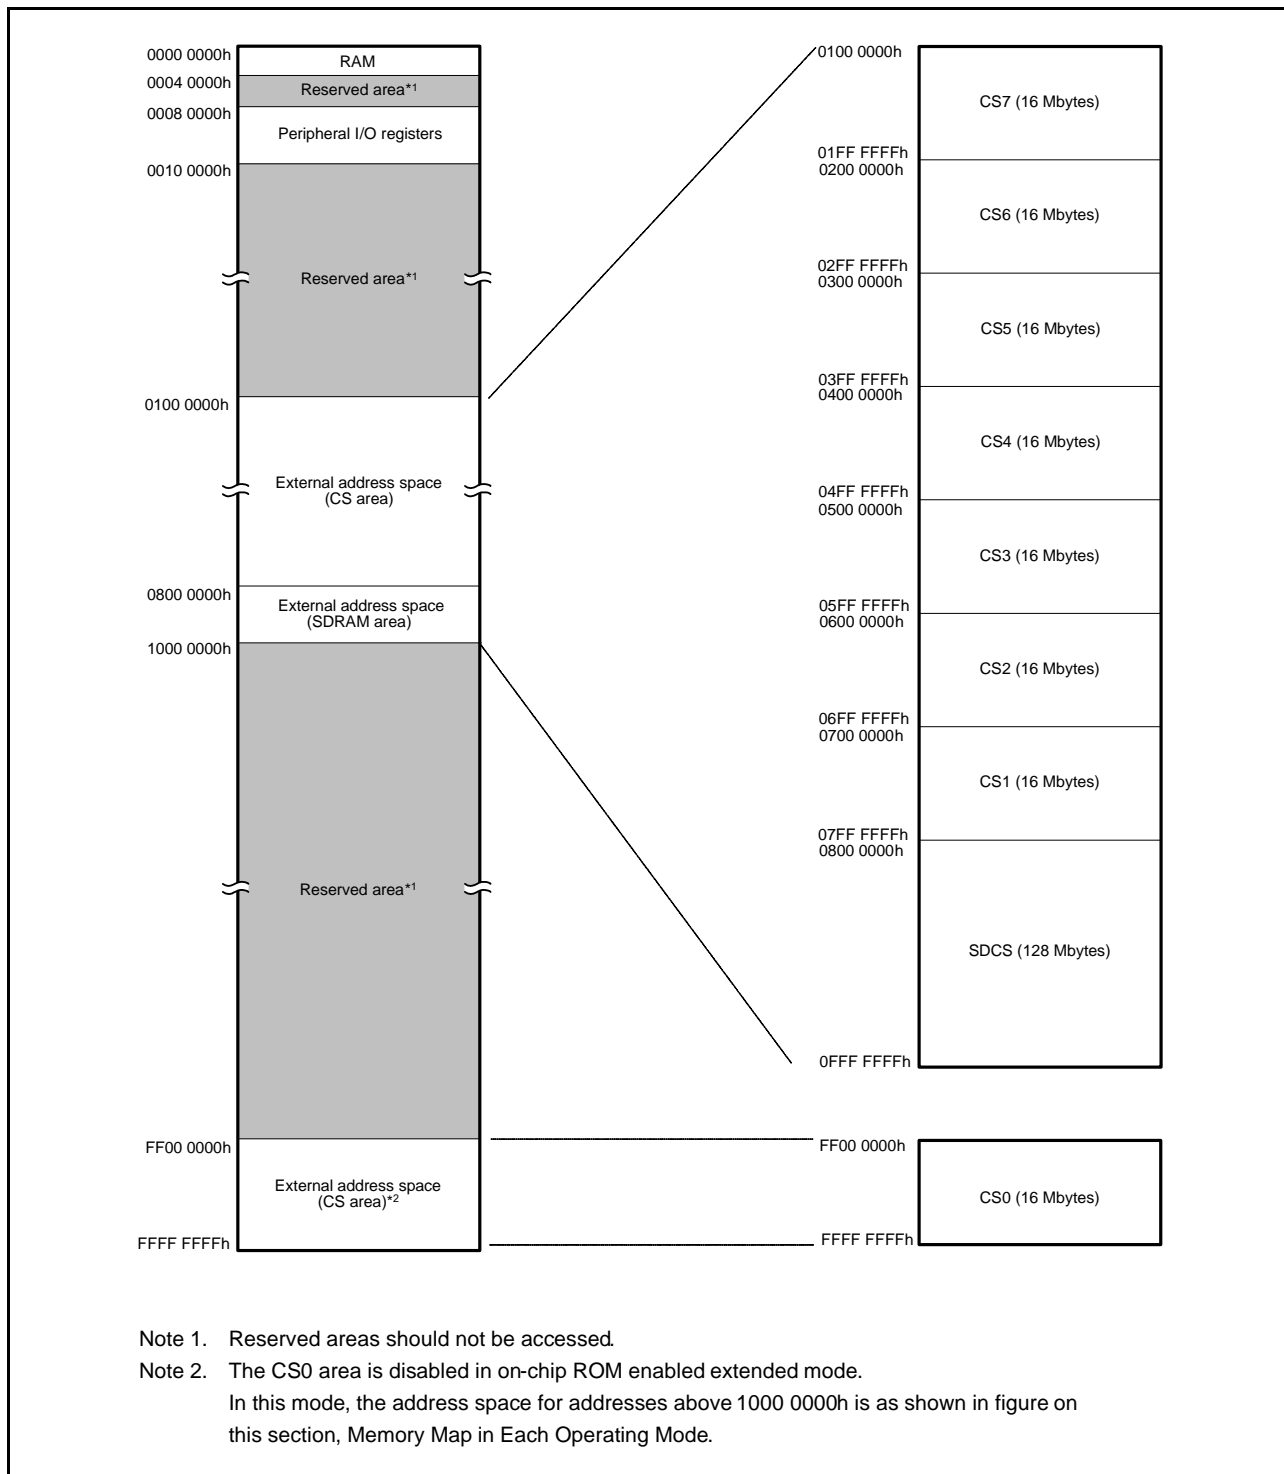 0000 0000h
RAM
0004 0000h
Reserved area*1
0008 0000h
Peripheral I/O registers
0010 0000h
Reserved area*1
0100 0000h
External address space
(CS area)
0800 0000h
External address space
(SDRAM area)
1000 0000h
Reserved area*1
FF00 0000h
External address space
(CS area)*2
FFFF FFFFh
0100 0000h
CS7 (16 Mbytes)
01FF FFFFh
0200 0000h
CS6 (16 Mbytes)
02FF FFFFh
0300 0000h
CS5 (16 Mbytes)
03FF FFFFh
0400 0000h
CS4 (16 Mbytes)
04FF FFFFh
0500 0000h
CS3 (16 Mbytes)
05FF FFFFh
0600 0000h
CS2 (16 Mbytes)
06FF FFFFh
0700 0000h
CS1 (16 Mbytes)
07FF FFFFh
0800 0000h
SDCS (128 Mbytes)
0FFF FFFFh
FF00 0000h
CS0 (16 Mbytes)
FFFF FFFFh
Note 1. Reserved areas should not be accessed.
Note 2. The CS0 area is disabled in on-chip ROM enabled extended mode.
In this mode, the address space for addresses above 1000 0000h is as shown in figure on
this section, Memory Map in Each Operating Mode.